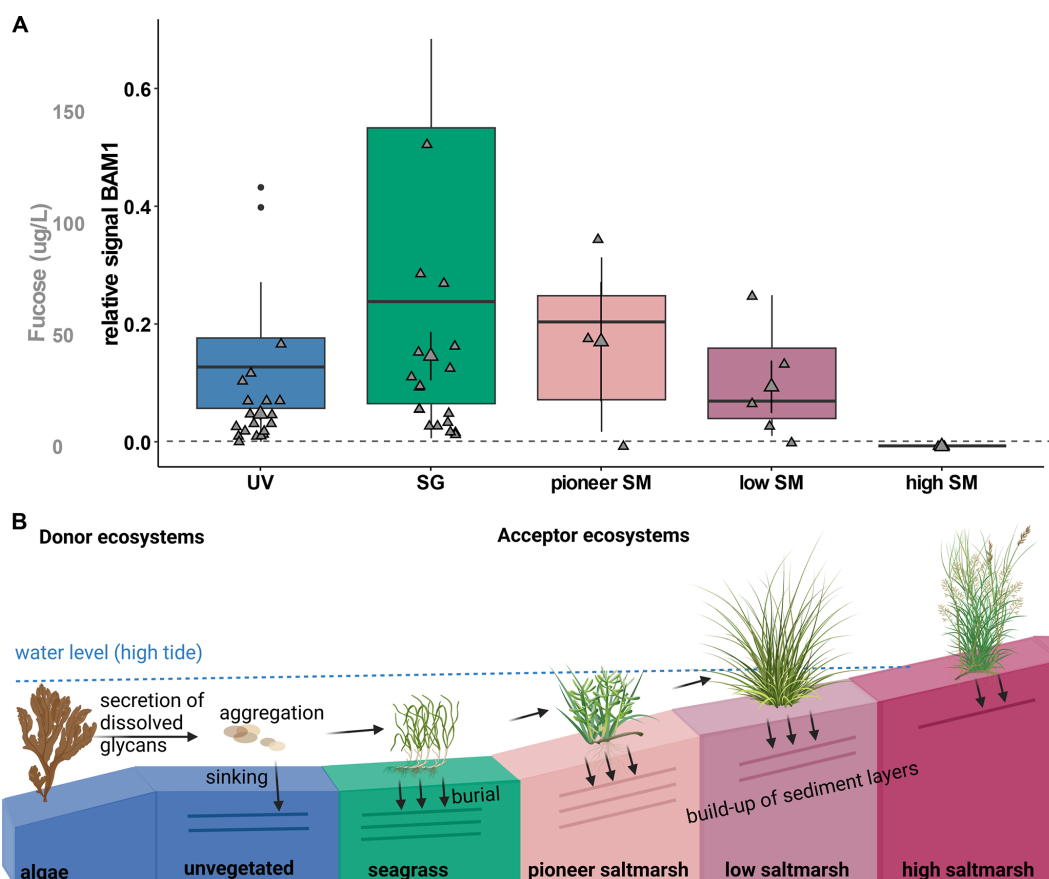 A
Fucose (ug/L)
relative signal BAM1
150
100
50
0
0.6
0.4
0.2
0.0
UV SG pioneer SM low SM high SM
B
Donor ecosystems
Acceptor ecosystems
water level (high tide)
secretion of
dissolved
glycans
aggregation
sinking
burial
build-up of sediment layers
algae
unvegetated
seagrass
pioneer saltmarsh
low saltmarsh
high saltmarsh